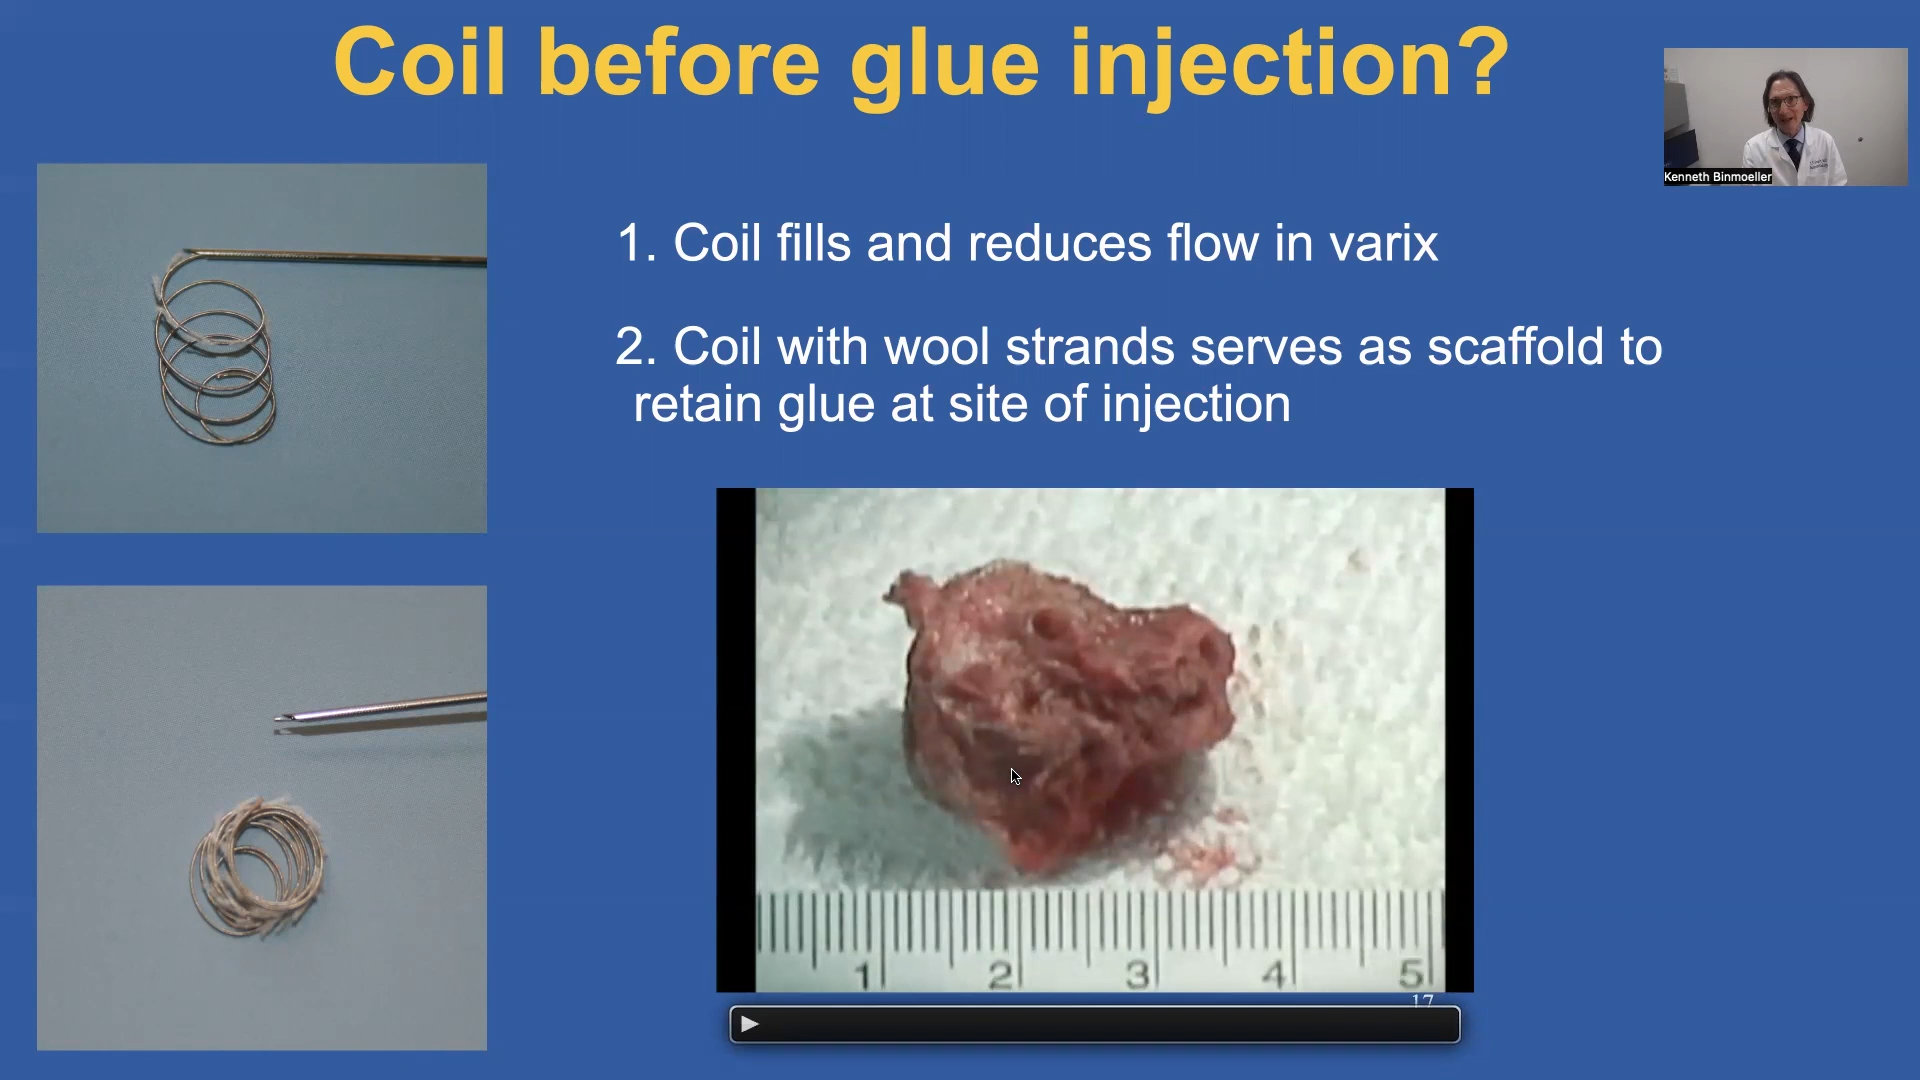 Coil before glue injection?
Kenneth Binmoeller
1. Coil fills and reduces flow in varix
2. Coil with wool strands serves as scaffold to
retain glue at site of injection
1 2 3 4 5
17